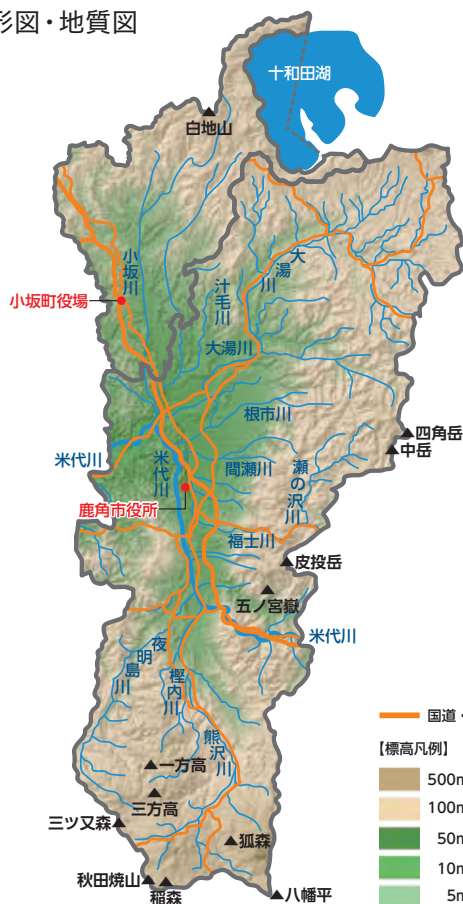 形図・地質図
十和田湖
白地山
小坂川
小坂町役場
大湯川
汁毛川
大湯川
根市川
四角岳
中岳
米代川
米代川
間瀬川
瀬の沢川
鹿角市役所
福士川
皮投岳
五ノ宮嶽
米代川
夜明島川
樫内川
熊沢川
国道・
【標高凡例】
一方高
500m
三方高
100m
三ツ又森
50m
狐森
10m
秋田焼山
稲森
八幡平
5m